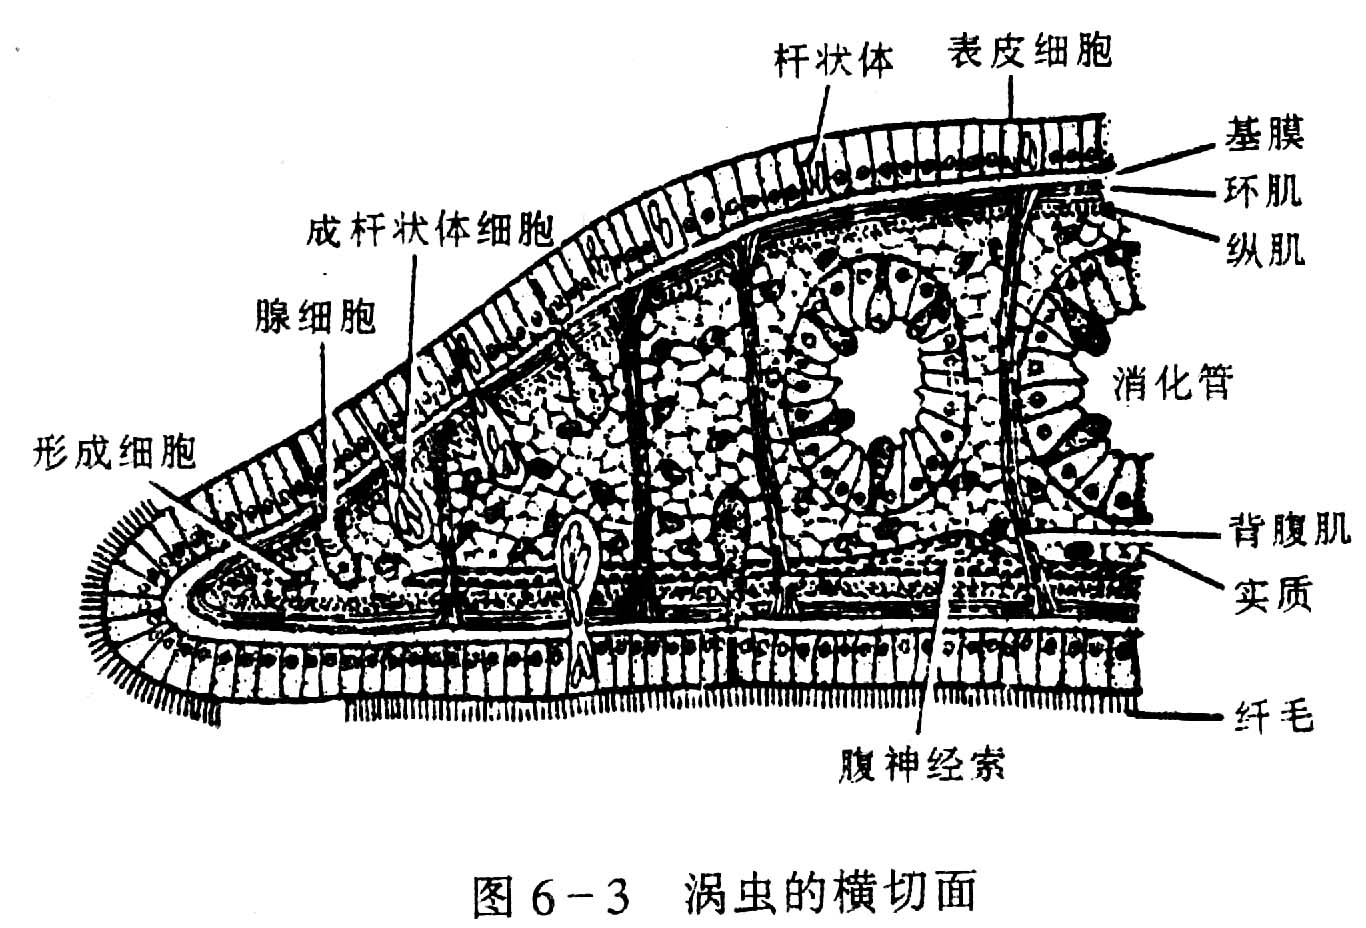 杆状体
表皮细胞
基膜
环肌
纵肌
成杆状体细胞
腺细胞
形成细胞
消化管
背腹肌
实质
纤毛
腹神经索
图 6-3 涡虫的横切面